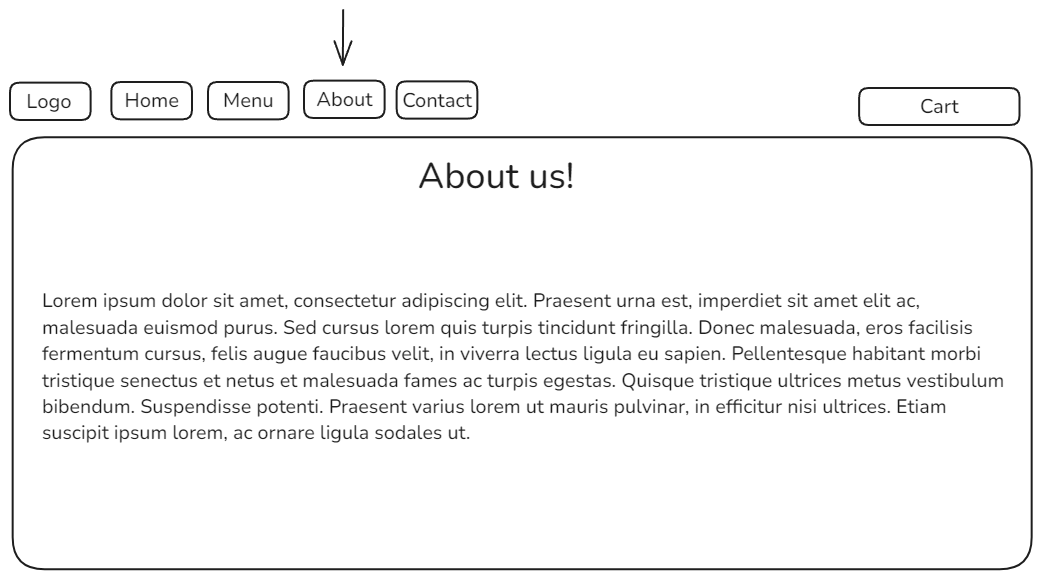 Logo
Home
Menu
About
Contact
Cart
About us!
Lorem ipsum dolor sit amet, consectetur adipiscing elit. Praesent urna est, imperdiet sit amet elit ac,
malesuada euismod purus. Sed cursus lorem quis turpis tincidunt fringilla. Donec malesuada, eros facilisis
fermentum cursus, felis augue faucibus velit, in viverra lectus ligula eu sapien. Pellentesque habitant morbi
tristique senectus et netus et malesuada fames ac turpis egestas. Quisque tristique ultrices metus vestibulum
bibendum. Suspendisse potenti. Praesent varius lorem ut mauris pulvinar, in efficitur nisi ultrices. Etiam
suscipit ipsum lorem, ac ornare ligula sodales ut.